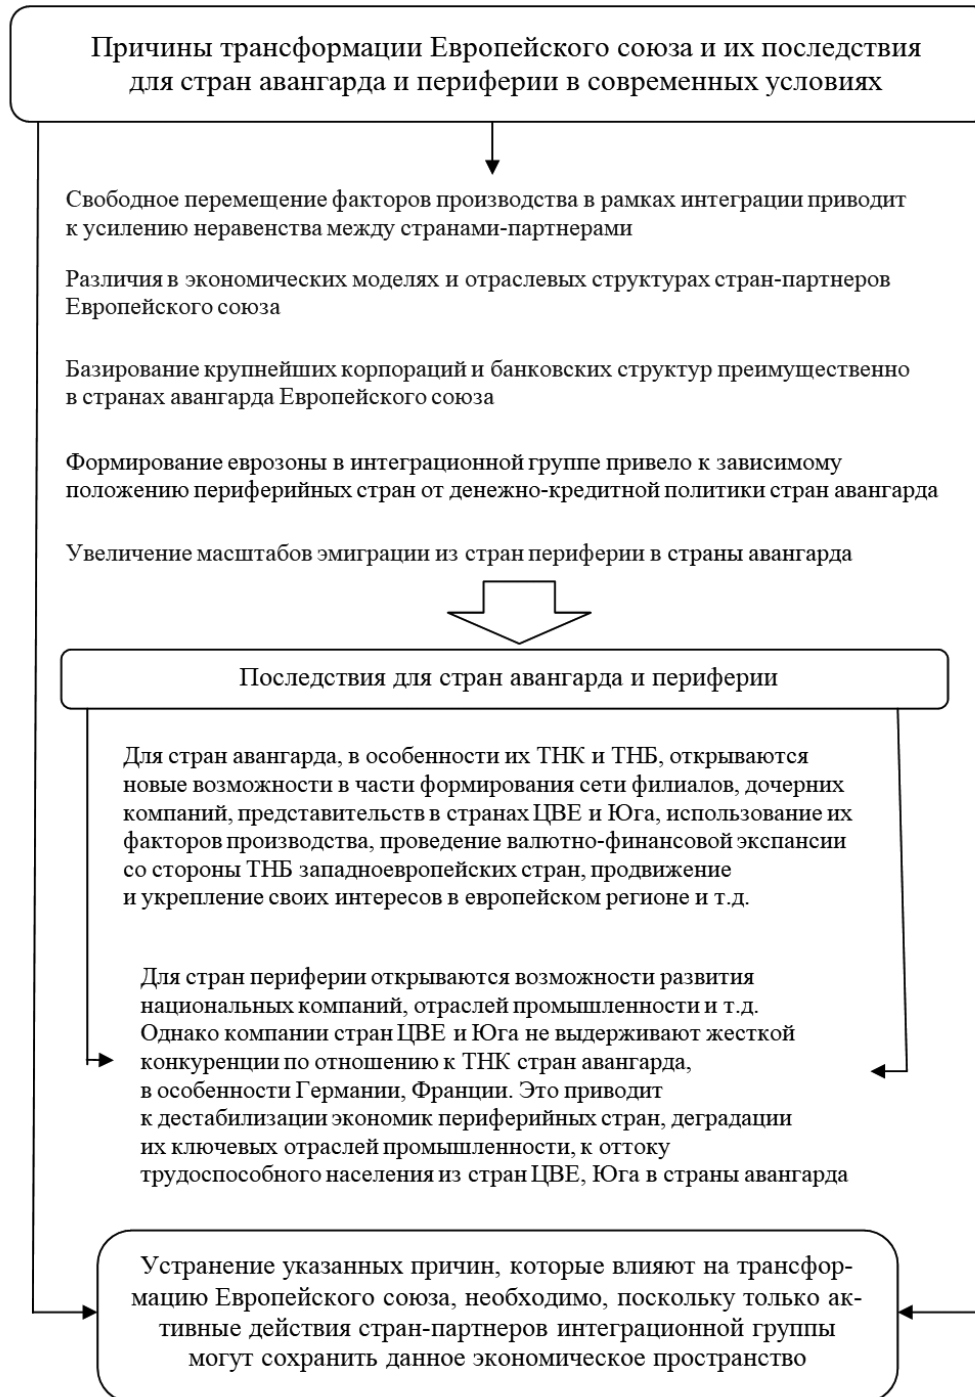 Причины трансформации Европейского союза и их последствия
для стран авангарда и периферии в современных условиях
Свободное перемещение факторов производства в рамках интеграции приводит
к усилению неравенства между странами-партнерами
Различия в экономических моделях и отраслевых структурах стран-партнеров
Европейского союза
Базирование крупнейших корпораций и банковских структур преимущественно
в странах авангарда Европейского союза
Формирование еврозоны в интеграционной группе привело к зависимому
положению периферийных стран от денежно-кредитной политики стран авангарда
Увеличение масштабов эмиграции из стран периферии в страны авангарда
Последствия для стран авангарда и периферии
Для стран авангарда, в особенности их ТНК и ТНБ, открываются
новые возможности в части формирования сети филиалов, дочерних
компаний, представительств в странах ЦВЕ и Юга, использование их
факторов производства, проведение валютно-финансовой экспансии
со стороны ТНБ западноевропейских стран, продвижение
и укрепление своих интересов в европейском регионе и т.д.
Для стран периферии открываются возможности развития
национальных компаний, отраслей промышленности и т.д.
Однако компании стран ЦВЕ и Юга не выдерживают жесткой
конкуренции по отношению к ТНК стран авангарда,
в особенности Германии, Франции. Это приводит
к дестабилизации экономик периферийных стран, деградации
их ключевых отраслей промышленности, к оттоку
трудоспособного населения из стран ЦВЕ, Юга в страны авангарда
Устранение указанных причин, которые влияют на трансфор-
мацию Европейского союза, необходимо, поскольку только ак-
тивные действия стран-партнеров интеграционной группы
могут сохранить данное экономическое пространство